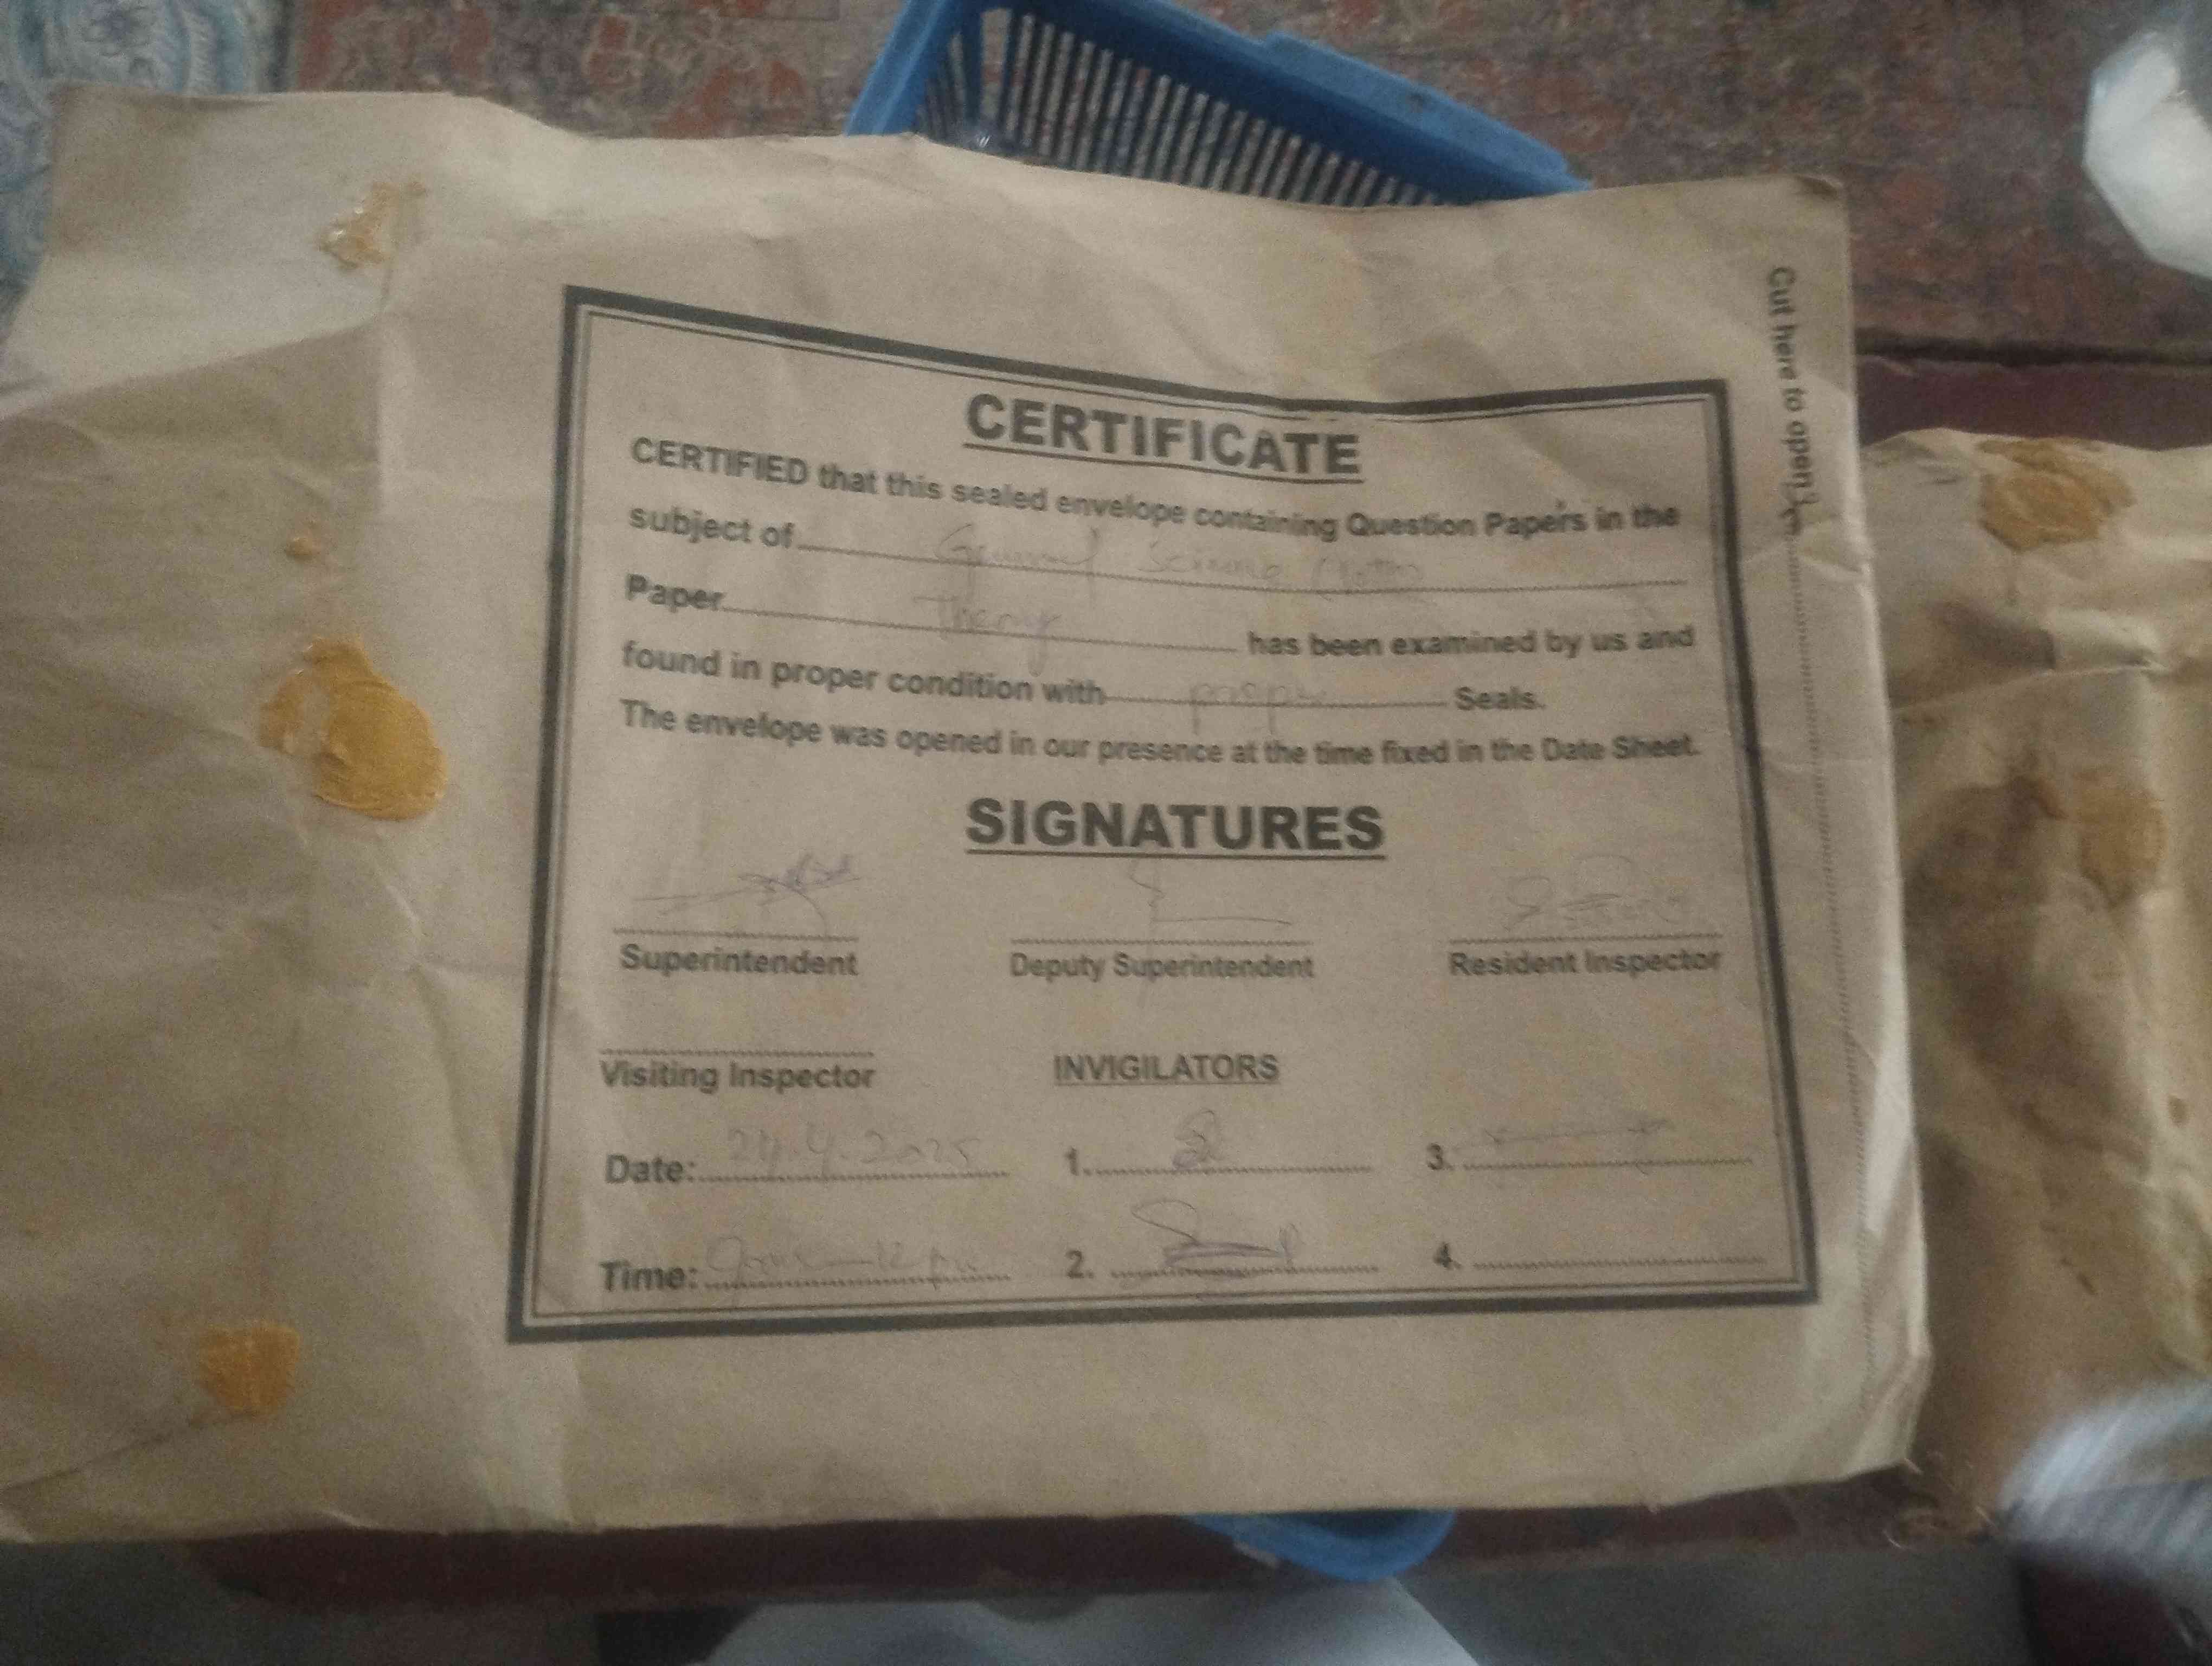 CERTIFICATE
CERTIFIED that this sealed envelope containing Question Papers in the
subject of General Science
Paper Theory has been examined by us and
found in proper condition with proper Seals.
The envelope was opened in our presence at the time fixed in the Date Sheet.
SIGNATURES
Superintendent Deputy Superintendent Resident Inspector
Visiting Inspector INVIGILATORS
Date: 24.4.2025 1. 3.
Time: 2. 4.
Cut here to open